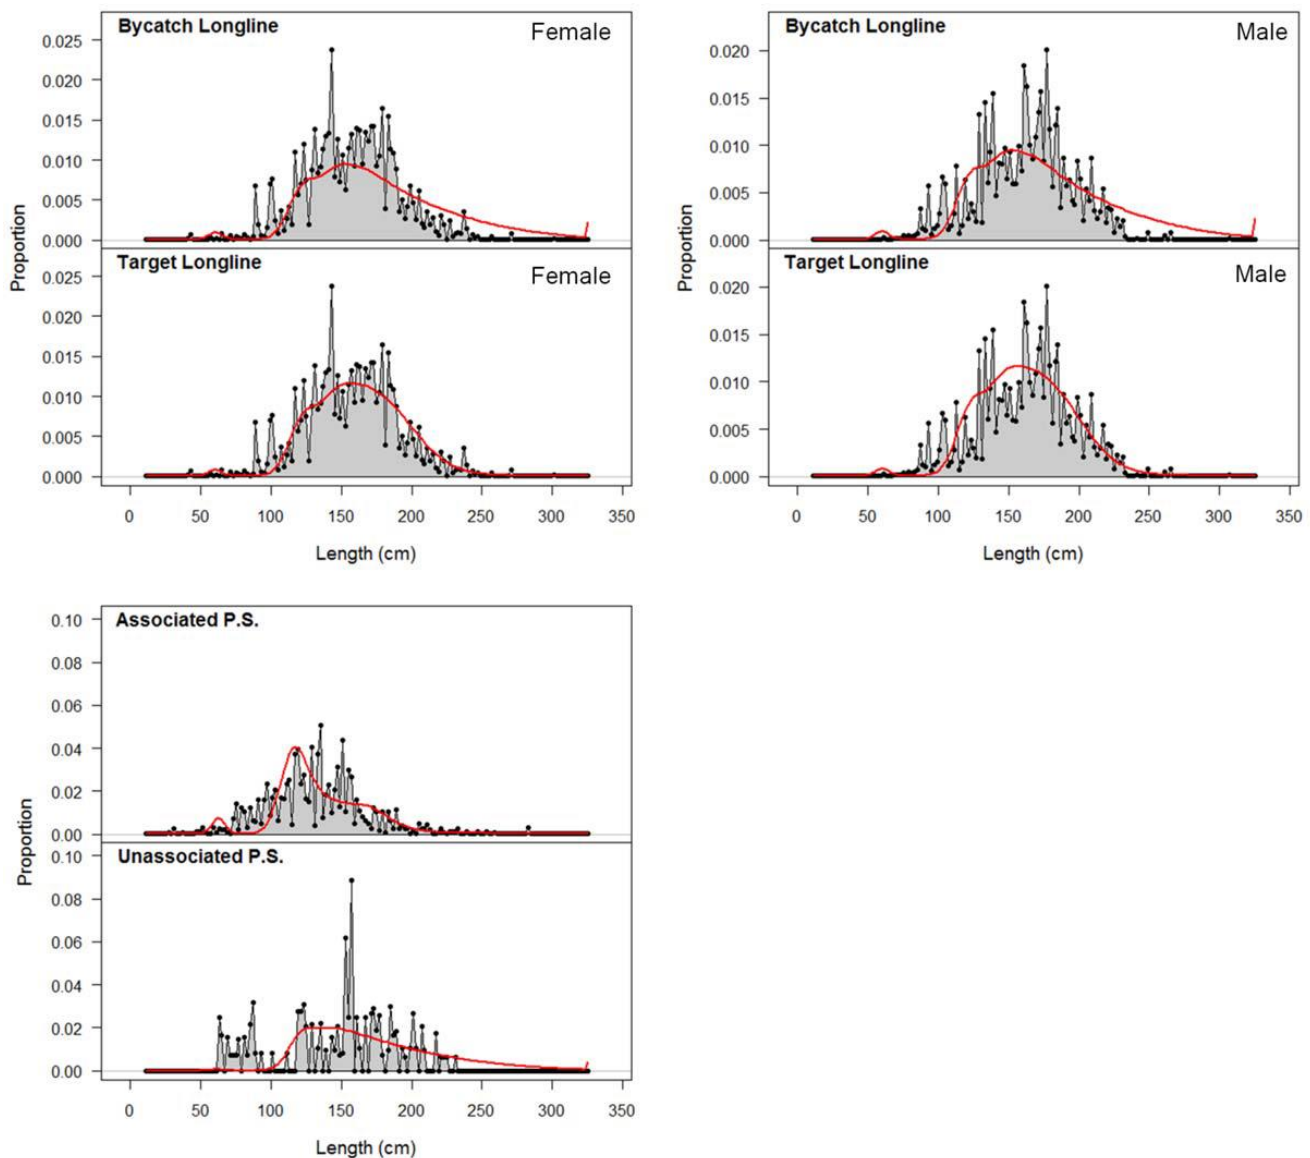 Bycatch Longline Female
0.025
0.020
0.015
0.010
0.005
0.000
Target Longline Female
0.025
0.020
0.015
0.010
0.005
0.000
Proportion
0 50 100 150 200 250 300 350
Length (cm)
Bycatch Longline Male
0.020
0.015
0.010
0.005
0.000
Target Longline Male
0.020
0.015
0.010
0.005
0.000
Proportion
0 50 100 150 200 250 300 350
Length (cm)
Associated P.S.
0.10
0.08
0.06
0.04
0.02
0.00
Unassociated P.S.
0.10
0.08
0.06
0.04
0.02
0.00
Proportion
0 50 100 150 200 250 300 350
Length (cm)